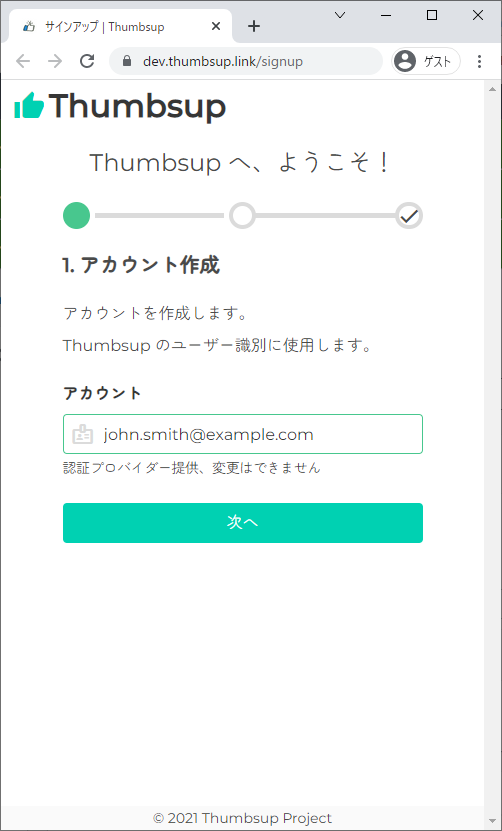 サインアップ | Thumbsup
dev.thumbsup.link/signup
ゲスト
Thumbsup
Thumbsup へ、ようこそ！
1. アカウント作成
アカウントを作成します。
Thumbsup のユーザー識別に使用します。
アカウント
john.smith@example.com
認証プロバイダー提供、変更はできません
次へ
© 2021 Thumbsup Project